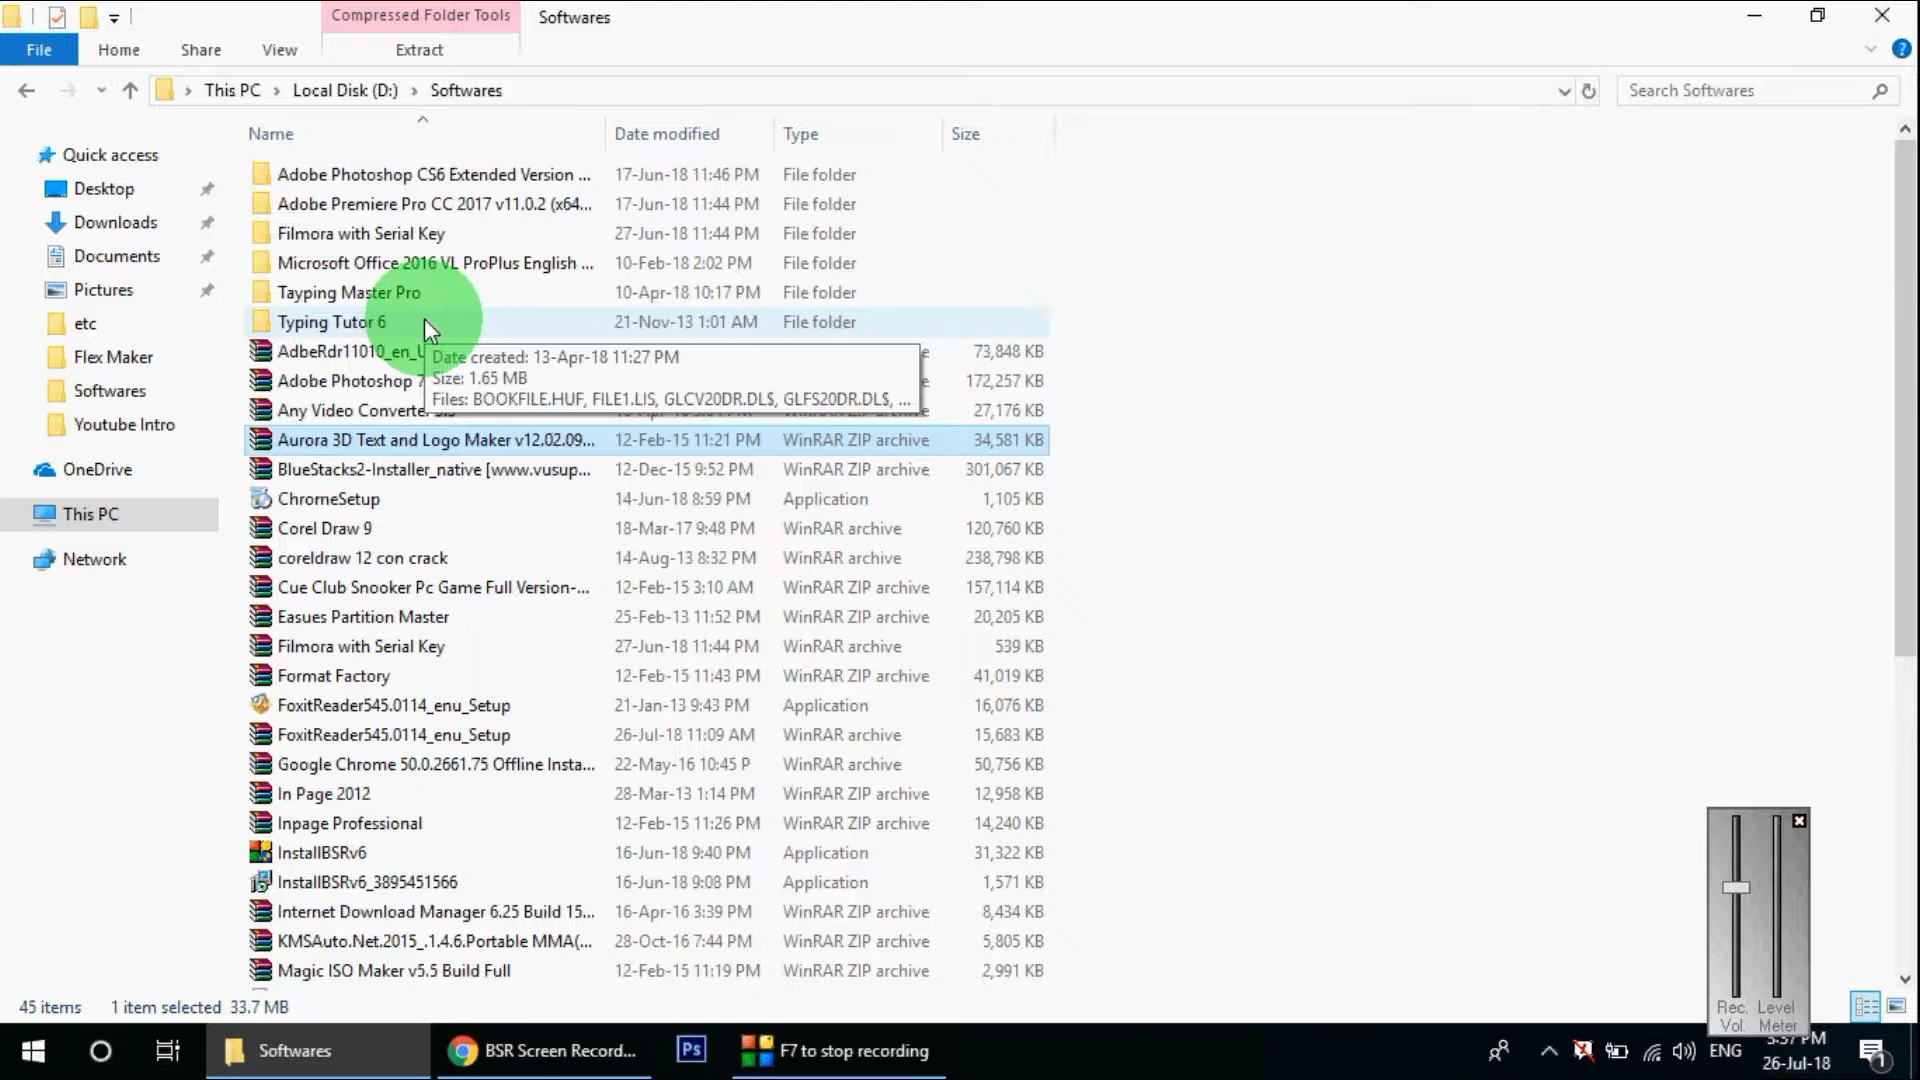 Compressed Folder Tools
Softwares
File
Home
Share
View
Extract
This PC > Local Disk (D:) > Softwares
Search Softwares
Name
Date modified
Type
Size
Quick access
Desktop
Downloads
Documents
Pictures
etc
Flex Maker
Softwares
Youtube Intro
OneDrive
This PC
Network
Adobe Photoshop CS6 Extended Version ... 17-Jun-18 11:46 PM File folder
Adobe Premiere Pro CC 2017 v11.0.2 (x64... 17-Jun-18 11:44 PM File folder
Filmora with Serial Key 27-Jun-18 11:44 PM File folder
Microsoft Office 2016 VL ProPlus English ... 10-Feb-18 2:02 PM File folder
Tayping Master Pro 10-Apr-18 10:17 PM File folder
Typing Tutor 6 21-Nov-13 1:01 AM File folder
AdbeRdr11010_en_ 73,848 KB
Date created: 13-Apr-18 11:27 PM
Size: 1.65 MB
Files: BOOKFILE.HUF, FILE1.LIS, GLCV20DR.DL$, GLFS20DR.DL$, ...
Adobe Photoshop 7 172,257 KB
Any Video Converter 27,176 KB
Aurora 3D Text and Logo Maker v12.02.09... 12-Feb-15 11:21 PM WinRAR ZIP archive 34,581 KB
BlueStacks2-Installer_native [www.vusup... 12-Dec-15 9:52 PM WinRAR ZIP archive 301,067 KB
ChromeSetup 14-Jun-18 8:59 PM Application 1,105 KB
Corel Draw 9 18-Mar-17 9:48 PM WinRAR archive 120,760 KB
coreldraw 12 con crack 14-Aug-13 8:32 PM WinRAR archive 238,798 KB
Cue Club Snooker Pc Game Full Version-... 12-Feb-15 3:10 AM WinRAR ZIP archive 157,114 KB
Easues Partition Master 25-Feb-13 11:52 PM WinRAR ZIP archive 20,205 KB
Filmora with Serial Key 27-Jun-18 11:44 PM WinRAR ZIP archive 539 KB
Format Factory 12-Feb-15 11:43 PM WinRAR ZIP archive 41,019 KB
FoxitReader545.0114_enu_Setup 21-Jan-13 9:43 PM Application 16,076 KB
FoxitReader545.0114_enu_Setup 26-Jul-18 11:09 AM WinRAR archive 15,683 KB
Google Chrome 50.0.2661.75 Offline Insta... 22-May-16 10:45 P WinRAR archive 50,756 KB
In Page 2012 28-Mar-13 1:14 PM WinRAR ZIP archive 12,958 KB
Inpage Professional 12-Feb-15 11:26 PM WinRAR ZIP archive 14,240 KB
InstallBSRv6 16-Jun-18 9:40 PM Application 31,322 KB
InstallBSRv6_3895451566 16-Jun-18 9:08 PM Application 1,571 KB
Internet Download Manager 6.25 Build 15... 16-Apr-16 3:39 PM WinRAR ZIP archive 8,434 KB
KMSAuto.Net.2015_.1.4.6.Portable MMA(... 28-Oct-16 7:44 PM WinRAR ZIP archive 5,805 KB
Magic ISO Maker v5.5 Build Full 12-Feb-15 11:19 PM WinRAR ZIP archive 2,991 KB
45 items 1 item selected 33.7 MB
Rec. Level
Vol. Meter
Softwares
BSR Screen Record...
Ps
F7 to stop recording
ENG
26-Jul-18
1